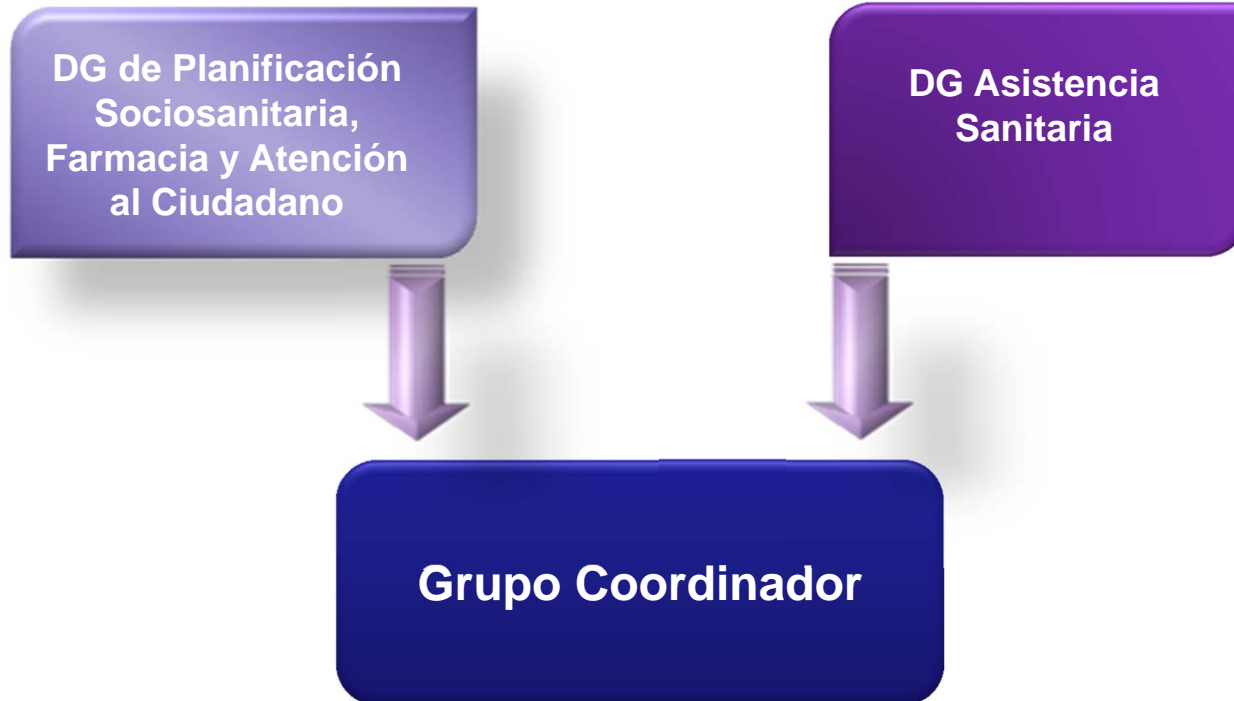 DG de Planificación
Sociosanitaria,
Farmacia y Atención
al Ciudadano
DG Asistencia
Sanitaria
Grupo Coordinador